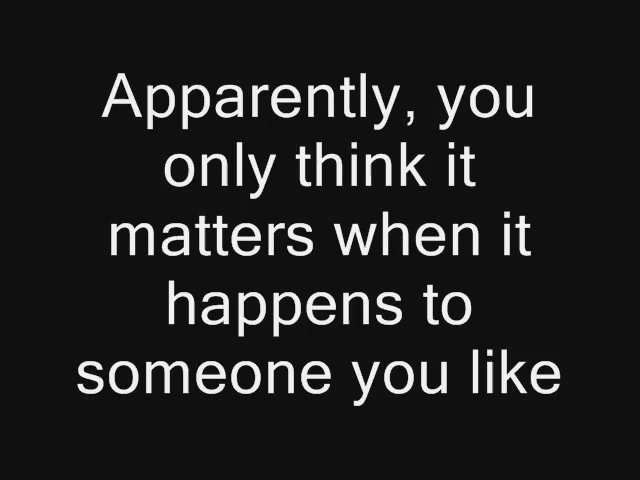 Apparently, you
only think it
matters when it
happens to
someone you like